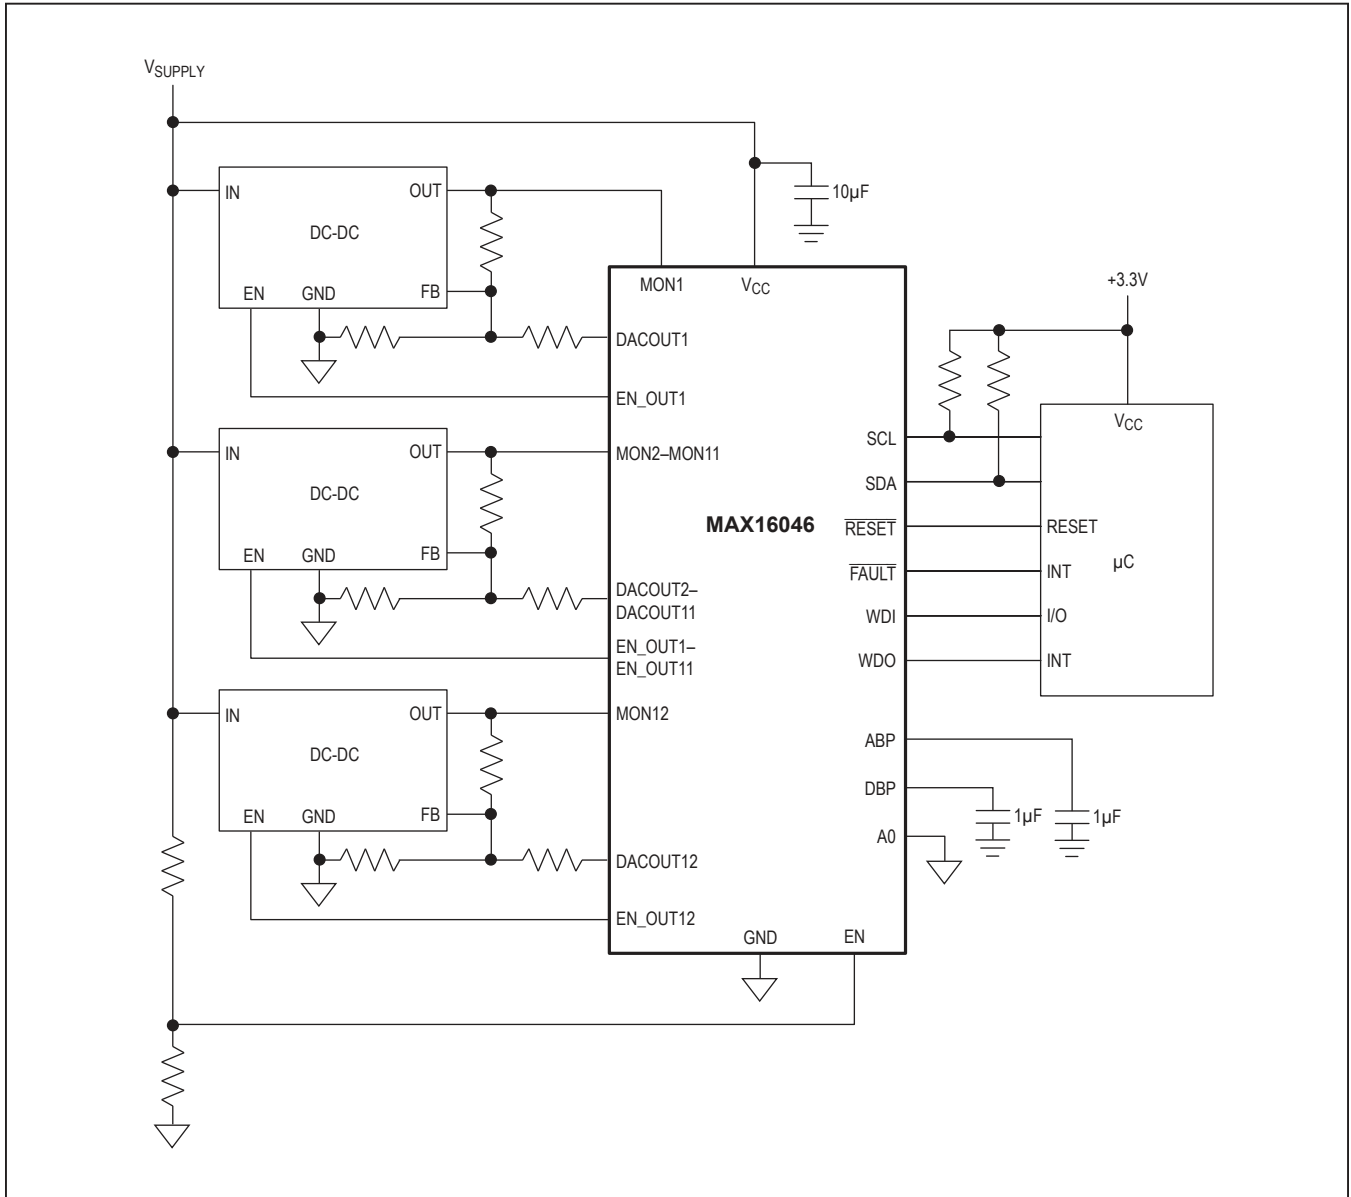 VSUPPLY
IN
OUT
DC-DC
EN
GND
FB
MON1
VCC
10µF
DACOUT1
EN_OUT1
IN
OUT
DC-DC
EN
GND
FB
MON2–MON11
DACOUT2–
DACOUT11
EN_OUT1–
EN_OUT11
IN
OUT
DC-DC
EN
GND
FB
MON12
DACOUT12
EN_OUT12
MAX16046
GND
EN
SCL
SDA
RESET
FAULT
WDI
WDO
ABP
DBP
A0
+3.3V
VCC
RESET
INT
µC
I/O
INT
1µF
1µF